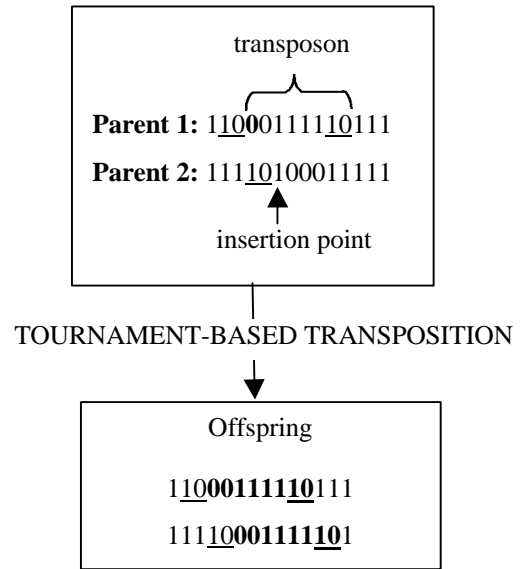 transposon
Parent 1: 11000111110111
Parent 2: 11110100011111
insertion point
TOURNAMENT-BASED TRANSPOSITION
Offspring
11000111110111
11110001111101